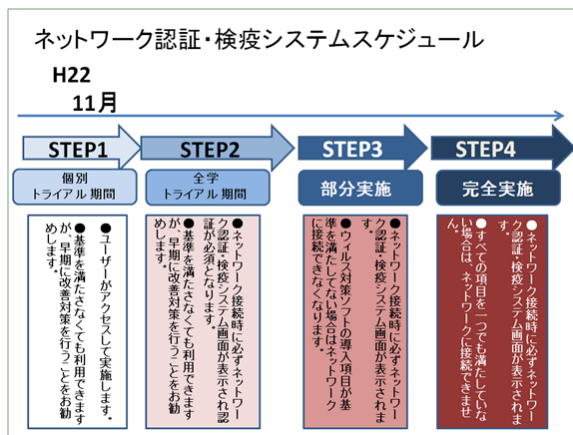 ネットワーク認証・検疫システムスケジュール
H22
11月
STEP1
STEP2
STEP3
STEP4
個別
トライアル期間
全学
トライアル期間
部分実施
完全実施
●ユーザーがアクセスして実施します。
●基準を満たさなくても利用できます
が、早期に改善対策を行うことをお勧
めします。
●ネットワーク接続時に必ずネットワー
ク認証・検疫システム画面が表示され認
証が必須となります。
●基準を満たさなくても利用できます
が、早期に改善対策を行うことをお勧
めします。
●ネットワーク接続時に必ずネットワー
ク認証・検疫システム画面が表示されま
す。
●ウィルス対策ソフトの導入項目が基
準を満たしてない場合はネットワーク
に接続できなくなります。
●ネットワーク接続時に必ずネットワー
ク認証・検疫システム画面が表示されま
す。
●すべての項目を一つでも満たしていな
い場合は、ネットワークに接続できませ
ん。